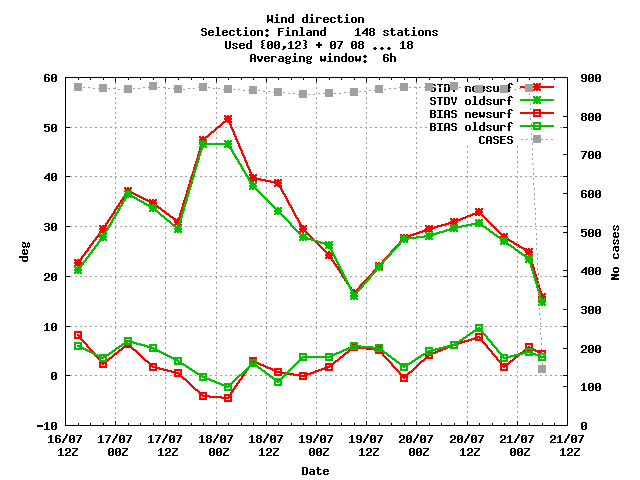 Wind direction
Selection: Finland    148 stations
Used {00,12} + 07 08 ... 18
Averaging window:  6h
STDV newsurf
STDV oldsurf
BIAS newsurf
BIAS oldsurf
CASES
60
50
40
30
20
10
0
-10
deg
900
800
700
600
500
400
300
200
100
0
No cases
16/07 12Z
17/07 00Z
17/07 12Z
18/07 00Z
18/07 12Z
19/07 00Z
19/07 12Z
20/07 00Z
20/07 12Z
21/07 00Z
21/07 12Z
Date